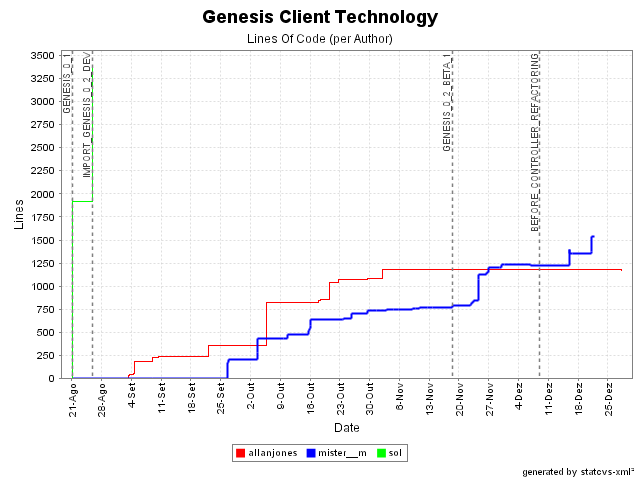 Genesis Client Technology
Lines Of Code (per Author)
3500
3250
3000
2750
2500
2250
2000
1750
1500
1250
1000
750
500
250
0
Lines
GENESIS_0_1
IMPORT_GENESIS_0_2_DEV
GENESIS_0_2_BETA_1
BEFORE_CONTROLLER_REFACTORING
21-Ago
28-Ago
4-Set
11-Set
18-Set
25-Set
2-Out
9-Out
16-Out
23-Out
30-Out
6-Nov
13-Nov
20-Nov
27-Nov
4-Dez
11-Dez
18-Dez
25-Dez
Date
allanjones mister__m sol
generated by statcvs-xml²